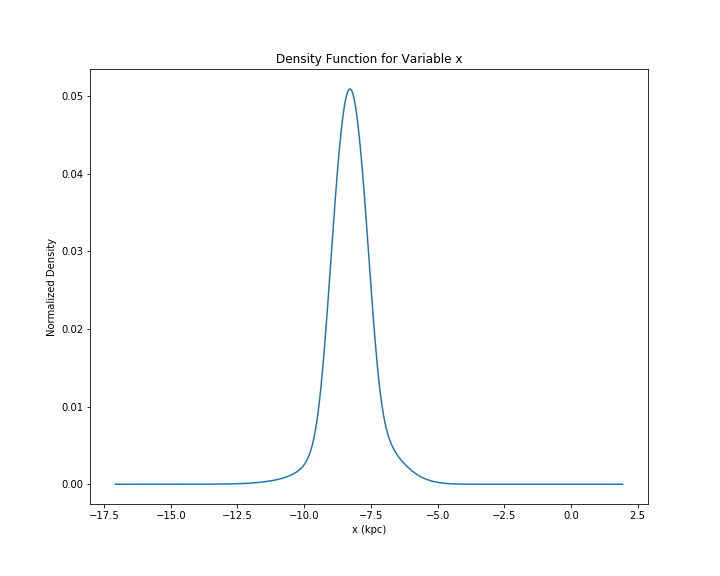 Density Function for Variable x
Normalized Density
0.05
0.04
0.03
0.02
0.01
0.00
−17.5 −15.0 −12.5 −10.0 −7.5 −5.0 −2.5 0.0 2.5
x (kpc)